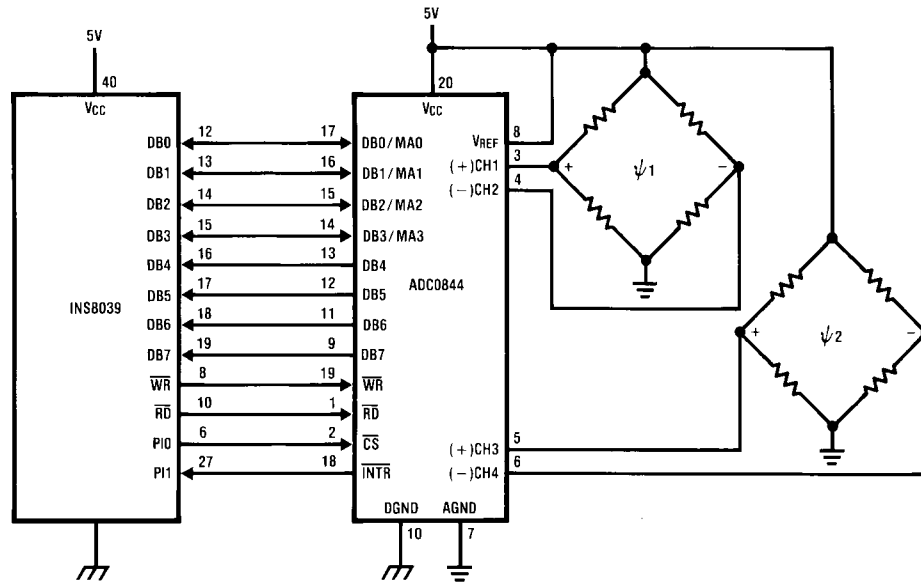 5V
5V
40
20
VCC
VCC
DB0 12 17 DB0/MA0
VREF 8
DB1 13 16 DB1/MA1
(+)CH1 3
(−)CH2 4
DB2 14 15 DB2/MA2
DB3 15 14 DB3/MA3
DB4 16 13 DB4
DB5 17 12 DB5
DB6 18 11 DB6
DB7 19 9 DB7
INS8039
ADC0844
+ ψ1 −
+ ψ2 −
WR 8 19 WR
RD 10 1 RD
PI0 6 2 CS
PI1 27 18 INTR
(+)CH3 5
(−)CH4 6
DGND AGND
10 7